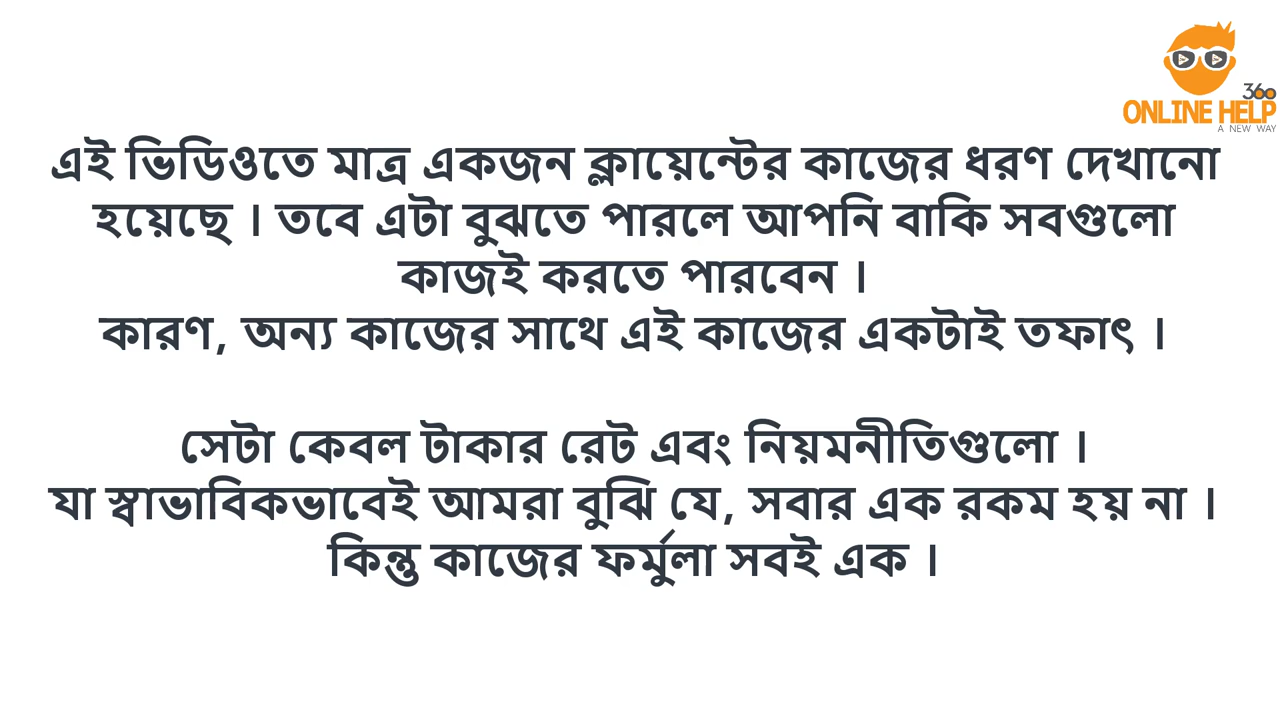 360
ONLINE HELP
A NEW WAY
এই ভিডিওতে মাত্র একজন ক্লায়েন্টের কাজের ধরণ দেখানো
হয়েছে । তবে এটা বুঝতে পারলে আপনি বাকি সবগুলো
কাজই করতে পারবেন ।
কারণ, অন্য কাজের সাথে এই কাজের একটাই তফাৎ ।
সেটা কেবল টাকার রেট এবং নিয়মনীতিগুলো ।
যা স্বাভাবিকভাবেই আমরা বুঝি যে, সবার এক রকম হয় না ।
কিন্তু কাজের ফর্মুলা সবই এক ।